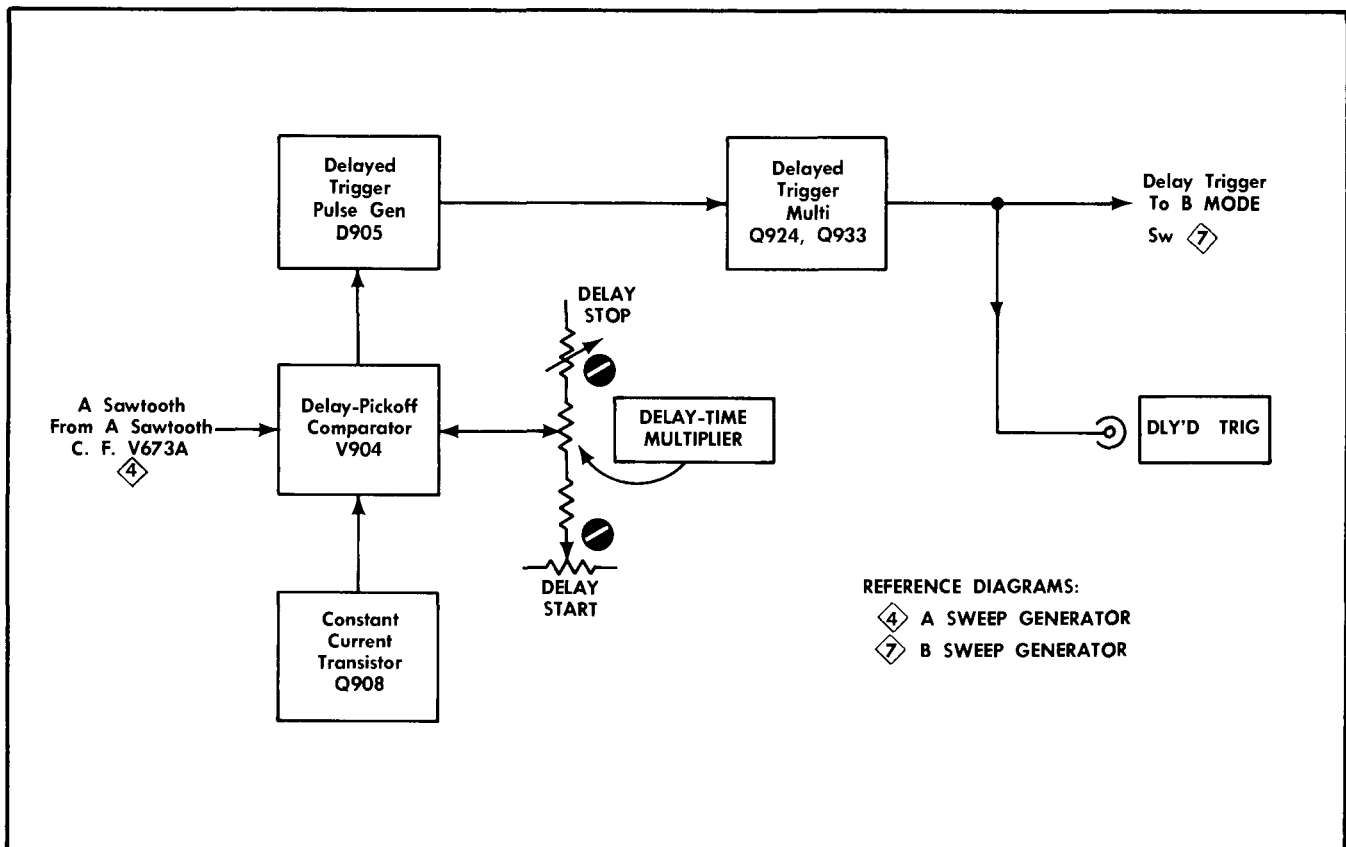 Delayed
Trigger
Pulse Gen
D905
Delayed
Trigger
Multi
Q924, Q933
Delay Trigger
To B MODE
Sw 7
DELAY
STOP
A Sawtooth
From A Sawtooth
C. F. V673A
4
Delay-Pickoff
Comparator
V904
DELAY-TIME
MULTIPLIER
DLY'D TRIG
Constant
Current
Transistor
Q908
DELAY
START
REFERENCE DIAGRAMS:
4 A SWEEP GENERATOR
7 B SWEEP GENERATOR